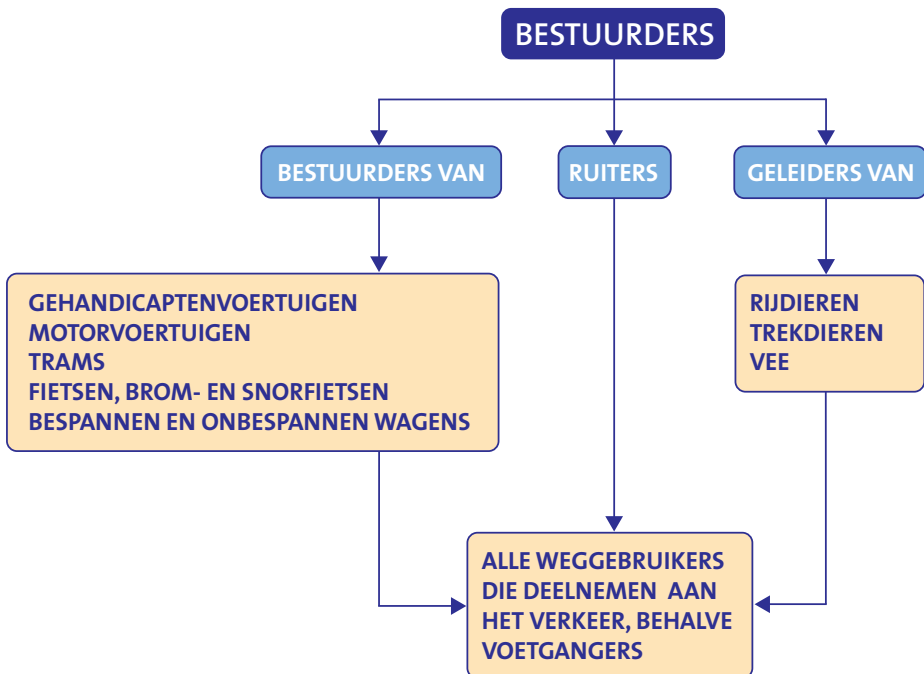 BESTUURDERS
BESTUURDERS VAN
RUITERS
GELEIDERS VAN
GEHANDICAPTENVOERTUIGEN
MOTORVOERTUIGEN
TRAMS
FIETSEN, BROM- EN SNORFIETSEN
BESPANNEN EN ONBESPANNEN WAGENS
RIJDIEREN
TREKDIEREN
VEE
ALLE WEGGEBRUIKERS
DIE DEELNEMEN AAN
HET VERKEER, BEHALVE
VOETGANGERS